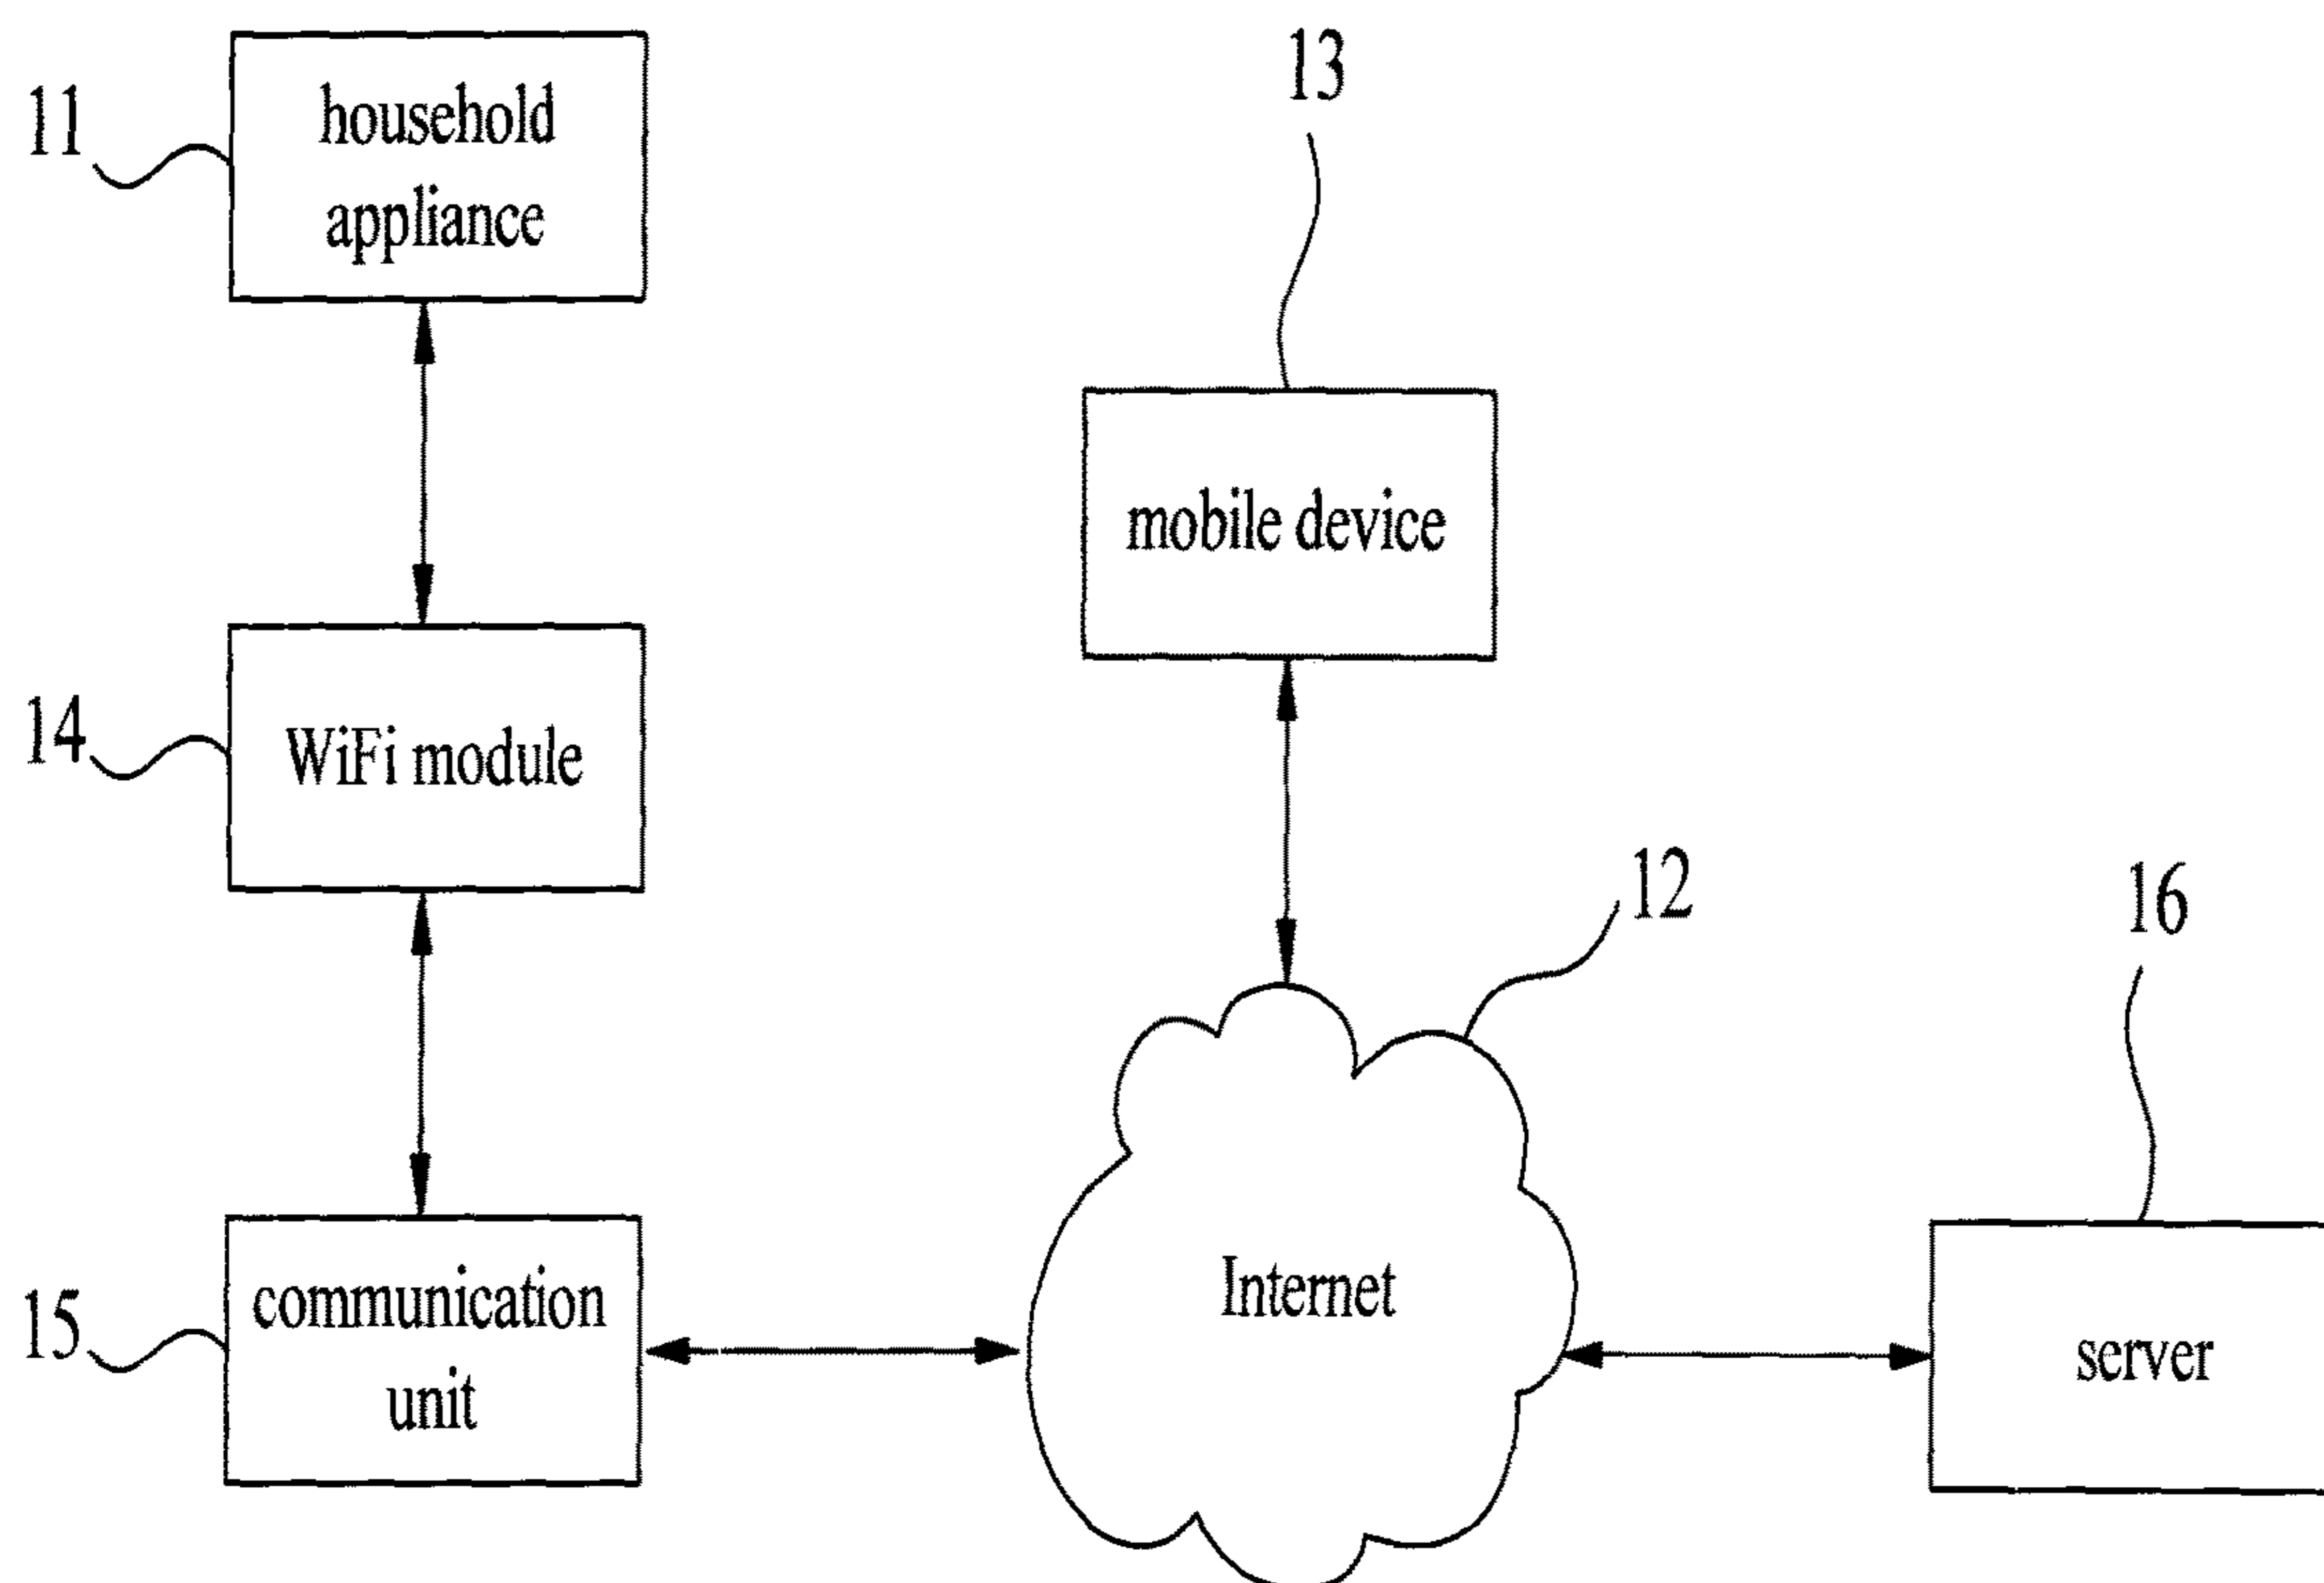 11
household
appliance
13
mobile device
14
WiFi module
12
16
15
communication
unit
Internet
server